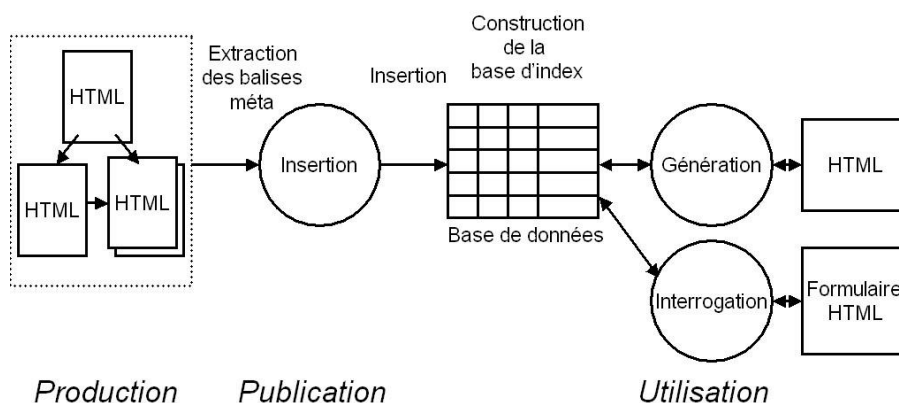 Extraction
des balises
méta
Insertion
Construction
de la
base d'index
HTML
HTML
HTML
Insertion
Base de données
Génération
HTML
Interrogation
Formulaire
HTML
Production
Publication
Utilisation